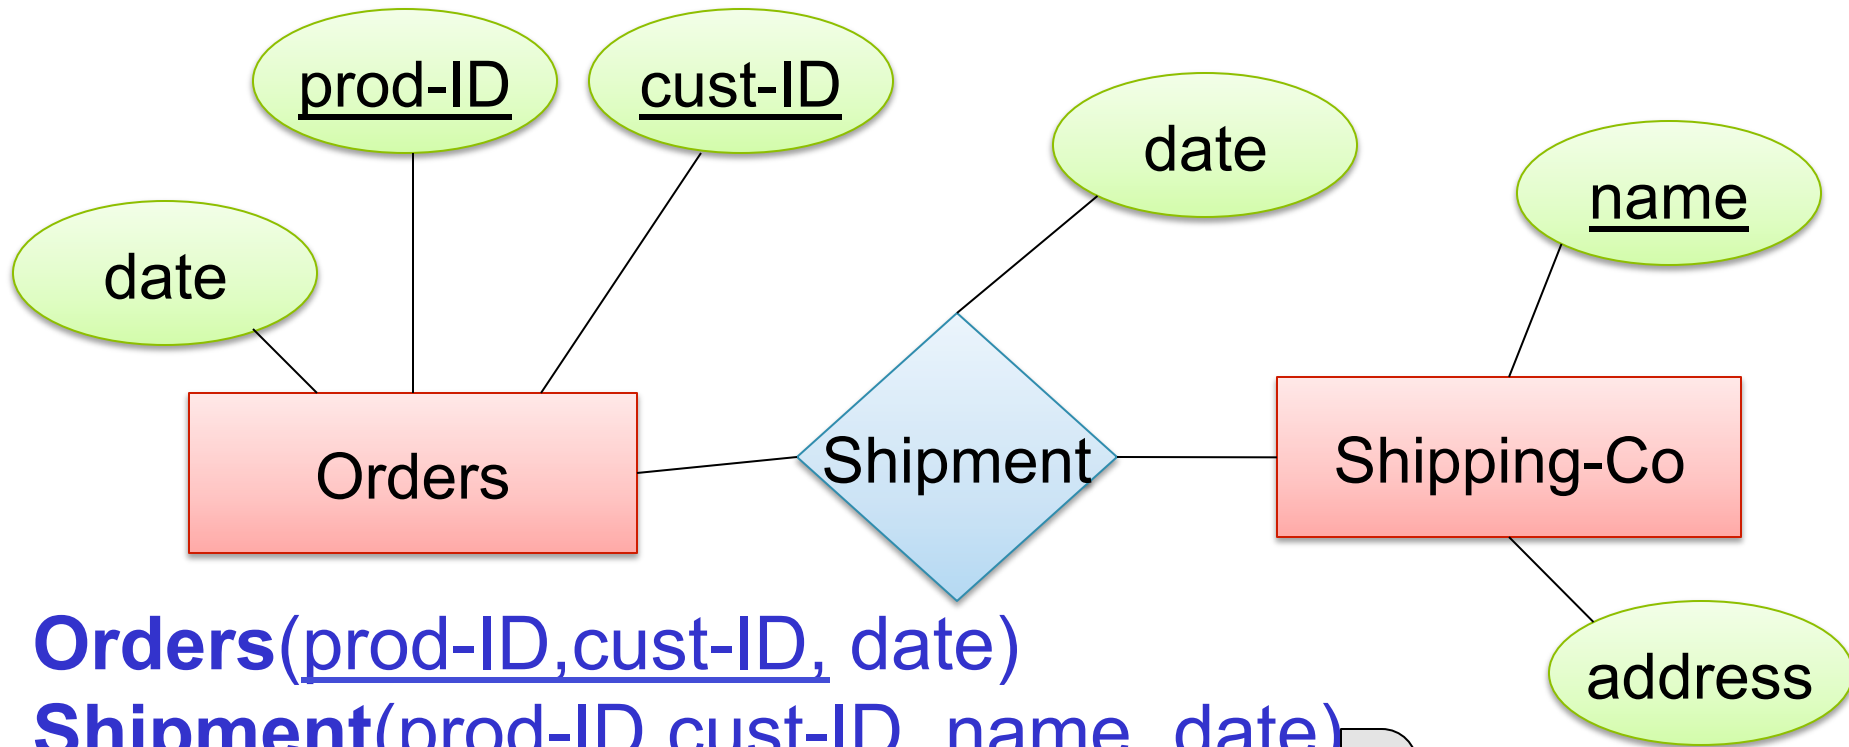 prod-ID
cust-ID
date
name
date
Orders
Shipment
Shipping-Co
Orders(prod-ID,cust-ID, date)
address
Shipment(prod-ID,cust-ID, name, date)